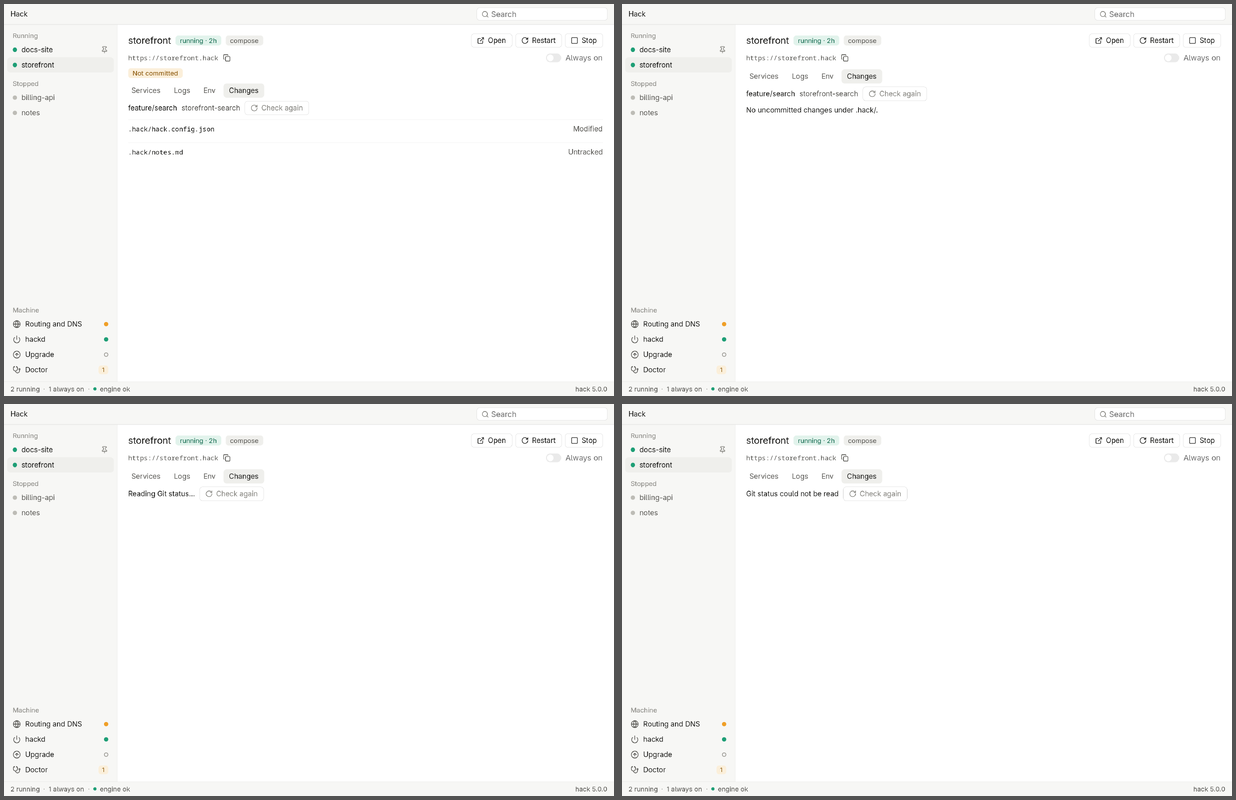 Hack
Search
Running
docs-site
storefront
Stopped
billing-api
notes
Machine
Routing and DNS
hackd
Upgrade
Doctor 1
storefront running · 2h compose Open Restart Stop
https://storefront.hack Always on
Not committed
Services Logs Env Changes
feature/search storefront-search Check again
.hack/hack.config.json Modified
.hack/notes.md Untracked
2 running · 1 always on · engine ok hack 5.0.0
Hack
Search
Running
docs-site
storefront
Stopped
billing-api
notes
Machine
Routing and DNS
hackd
Upgrade
Doctor 1
storefront running · 2h compose Open Restart Stop
https://storefront.hack Always on
Services Logs Env Changes
feature/search storefront-search Check again
No uncommitted changes under .hack/.
2 running · 1 always on · engine ok hack 5.0.0
Hack
Search
Running
docs-site
storefront
Stopped
billing-api
notes
Machine
Routing and DNS
hackd
Upgrade
Doctor 1
storefront running · 2h compose Open Restart Stop
https://storefront.hack Always on
Services Logs Env Changes
Reading Git status... Check again
2 running · 1 always on · engine ok hack 5.0.0
Hack
Search
Running
docs-site
storefront
Stopped
billing-api
notes
Machine
Routing and DNS
hackd
Upgrade
Doctor 1
storefront running · 2h compose Open Restart Stop
https://storefront.hack Always on
Services Logs Env Changes
Git status could not be read Check again
2 running · 1 always on · engine ok hack 5.0.0